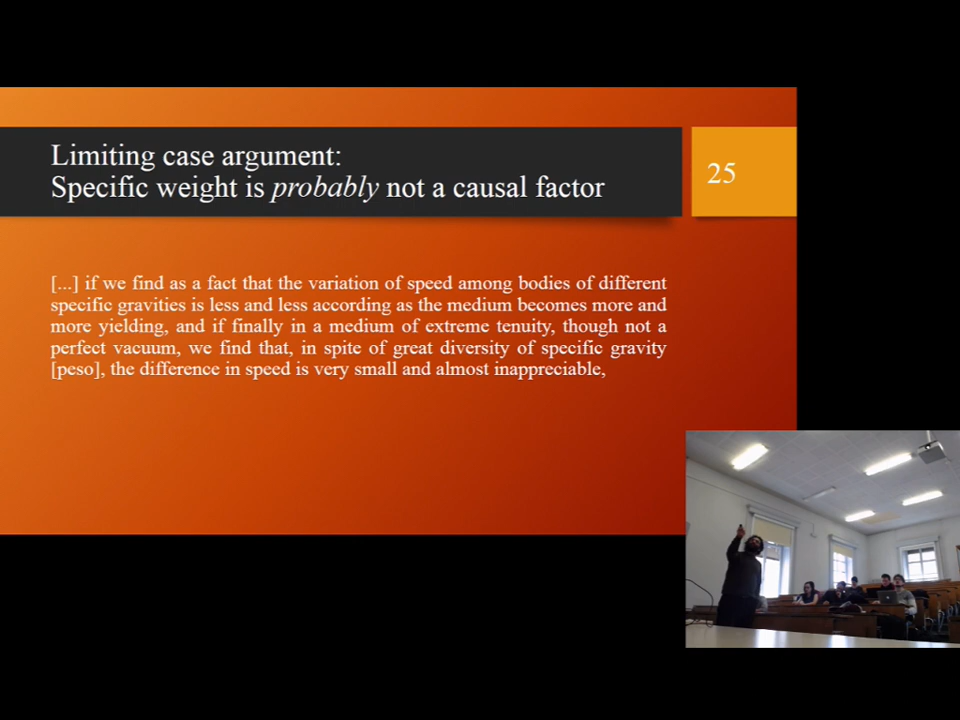 Limiting case argument:
Specific weight is probably not a causal factor
25
[...] if we find as a fact that the variation of speed among bodies of different
specific gravities is less and less according as the medium becomes more and
more yielding, and if finally in a medium of extreme tenuity, though not a
perfect vacuum, we find that, in spite of great diversity of specific gravity
[peso], the difference in speed is very small and almost inappreciable,